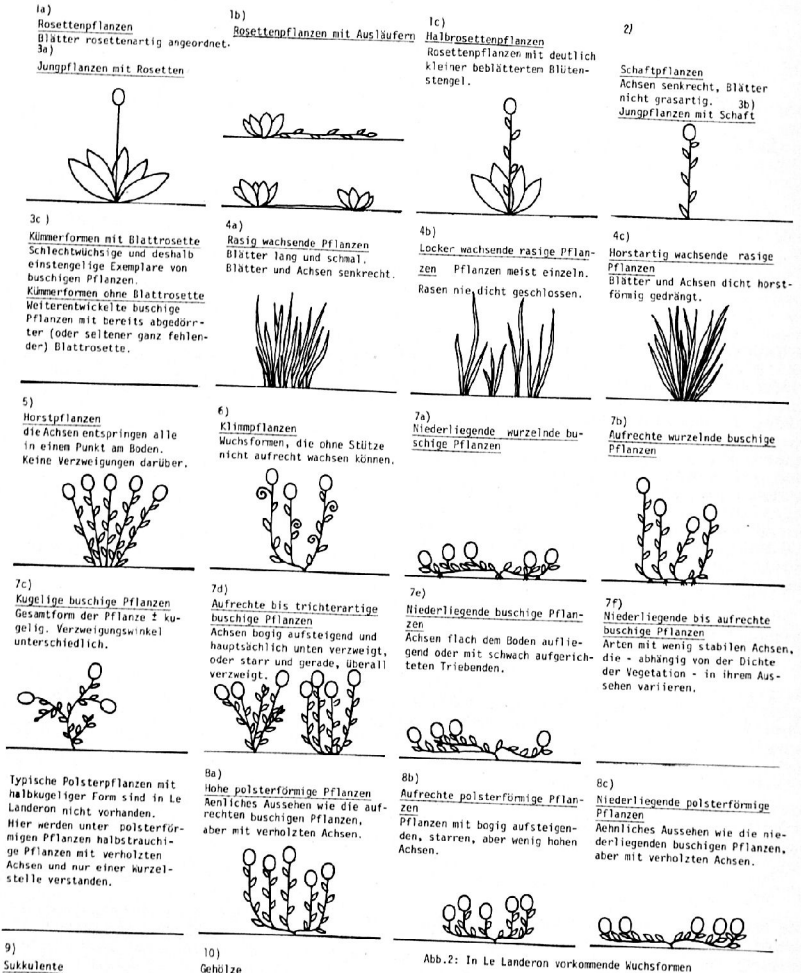 1a)
Rosettenpflanzen
Blätter rosettenartig angeordnet.
3a)
Jungpflanzen mit Rosetten
1b)
Rosettenpflanzen mit Ausläufern
1c)
Halbrosettenpflanzen
Rosettenpflanzen mit deutlich
kleiner beblättertem Blüten-
stengel.
2)
Schaftpflanzen
Achsen senkrecht, Blätter
nicht grasartig. 3b)
Jungpflanzen mit Schaft
3c )
Kümmerformen mit Blattrosette
Schlechtwüchsige und deshalb
einstengelige Exemplare von
buschigen Pflanzen.
Kümmerformen ohne Blattrosette
Weiterentwickelte buschige
Pflanzen mit bereits abgedörr-
ter (oder seltener ganz fehlen-
der) Blattrosette.
4a)
Rasig wachsende Pflanzen
Blätter lang und schmal.
Blätter und Achsen senkrecht.
4b)
Locker wachsende rasige Pflan-
zen Pflanzen meist einzeln.
Rasen nie dicht geschlossen.
4c)
Horstartig wachsende rasige
Pflanzen
Blätter und Achsen dicht horst-
förmig gedrängt.
5)
Horstpflanzen
die Achsen entspringen alle
in einem Punkt am Boden.
Keine Verzweigungen darüber.
6)
Klimmpflanzen
Wuchsformen, die ohne Stütze
nicht aufrecht wachsen können.
7a)
Niederliegende wurzelnde bu-
schige Pflanzen
7b)
Aufrechte wurzelnde buschige
Pflanzen
7c)
Kugelige buschige Pflanzen
Gesamtform der Pflanze ± ku-
gelig. Verzweigungswinkel
unterschiedlich.
7d)
Aufrechte bis trichterartige
buschige Pflanzen
Achsen bogig aufsteigend und
hauptsächlich unten verzweigt,
oder starr und gerade, überall
verzweigt.
7e)
Niederliegende buschige Pflan-
zen
Achsen flach dem Boden auflie-
gend oder mit schwach aufgerich-
teten Triebenden.
7f)
Niederliegende bis aufrechte
buschige Pflanzen
Arten mit wenig stabilen Achsen,
die - abhängig von der Dichte
der Vegetation - in ihrem Aus-
sehen variieren.
Typische Polsterpflanzen mit
halbkugeliger Form sind in Le
Landeron nicht vorhanden.
Hier werden unter polsterför-
migen Pflanzen halbstrauchi-
ge Pflanzen mit verholzten
Achsen und nur einer Wurzel-
stelle verstanden.
8a)
Hohe polsterförmige Pflanzen
Aenliches Aussehen wie die auf-
rechten buschigen Pflanzen,
aber mit verholzten Achsen.
8b)
Aufrechte polsterförmige Pflan-
zen
Pflanzen mit bogig aufsteigen-
den, starren, aber wenig hohen
Achsen.
8c)
Niederliegende polsterförmige
Pflanzen
Aehnliches Aussehen wie die nie-
derliegenden buschigen Pflanzen,
aber mit verholzten Achsen.
9)
Sukkulente
10)
Gehölze
Abb.2: In Le Landeron vorkommende Wuchsformen